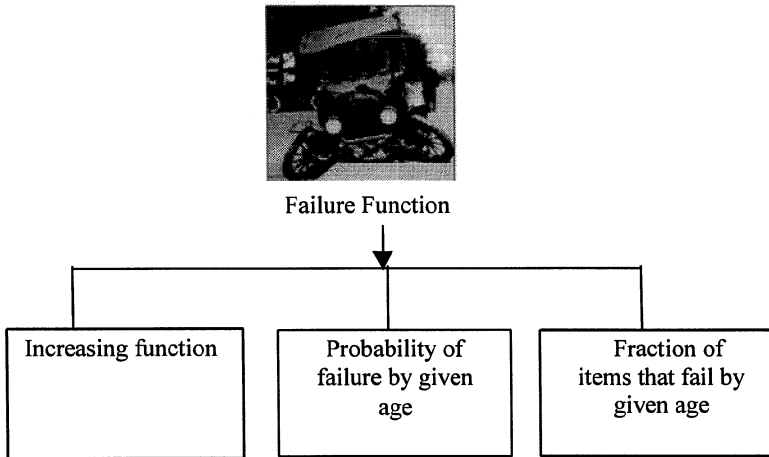 Failure Function
Increasing function
Probability of
failure by given
age
Fraction of
items that fail by
given age